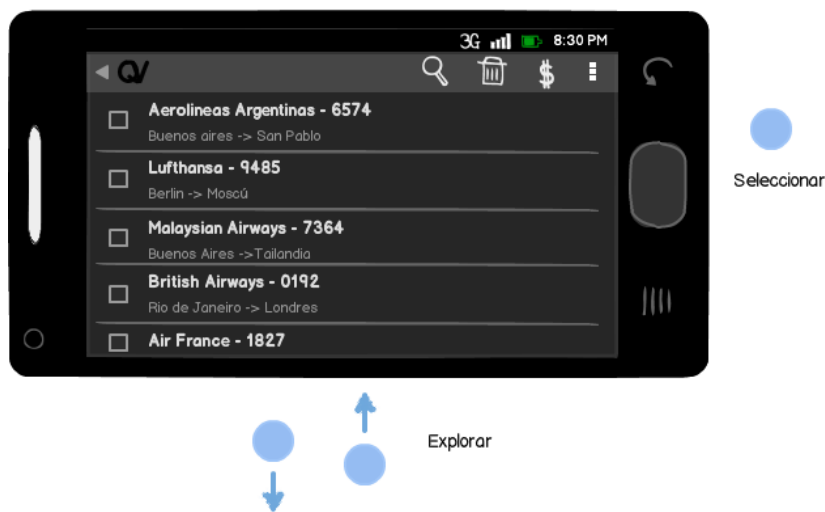 3G 8:30 PM
QV $
Aerolineas Argentinas - 6574
Buenos aires -> San Pablo
Lufthansa - 9485
Berlin -> Moscú
Malaysian Airways - 7364
Buenos Aires ->Tailandia
British Airways - 0192
Rio de Janeiro -> Londres
Air France - 1827
Seleccionar
Explorar